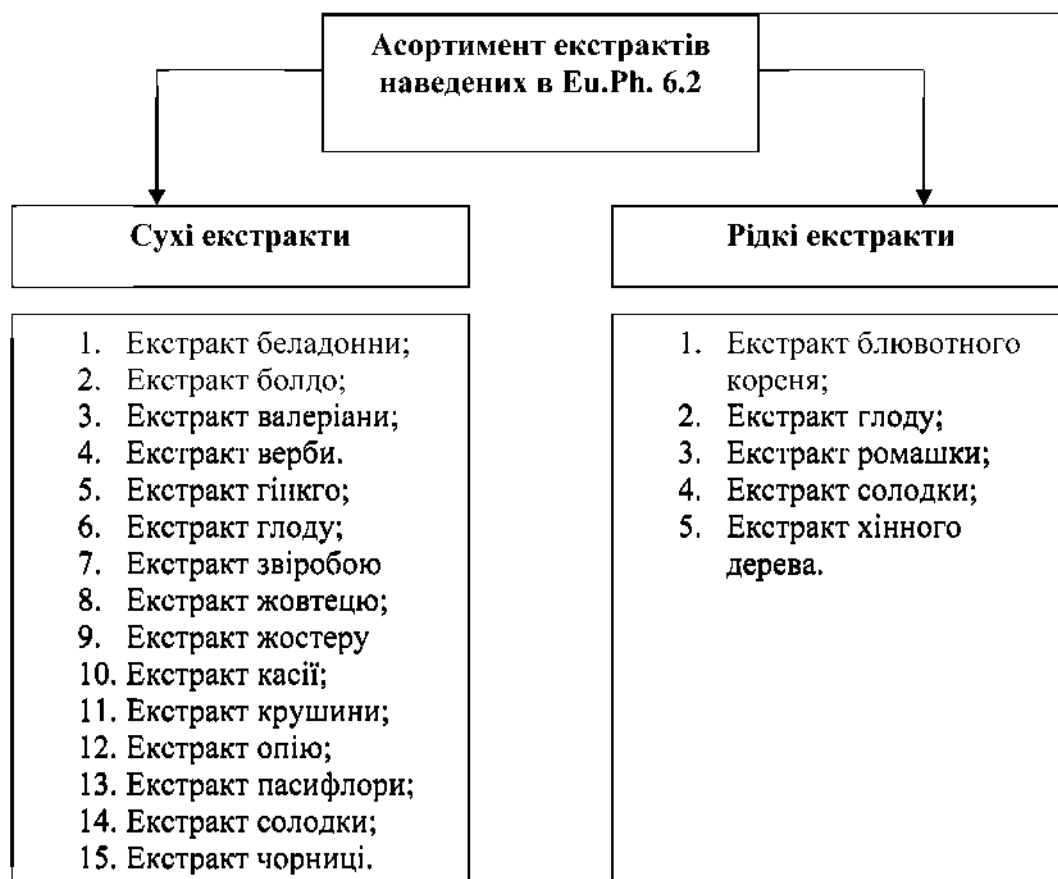 Асортимент екстрактів
наведених в Eu.Ph. 6.2
Сухі екстракти
1. Екстракт беладонни;
2. Екстракт болдо;
3. Екстракт валеріани;
4. Екстракт верби.
5. Екстракт гінкго;
6. Екстракт глоду;
7. Екстракт звіробою
8. Екстракт жовтецю;
9. Екстракт жостеру
10. Екстракт касії;
11. Екстракт крушини;
12. Екстракт опію;
13. Екстракт пасифлори;
14. Екстракт солодки;
15. Екстракт чорниці.
Рідкі екстракти
1. Екстракт блювотного
кореня;
2. Екстракт глоду;
3. Екстракт ромашки;
4. Екстракт солодки;
5. Екстракт хінного
дерева.